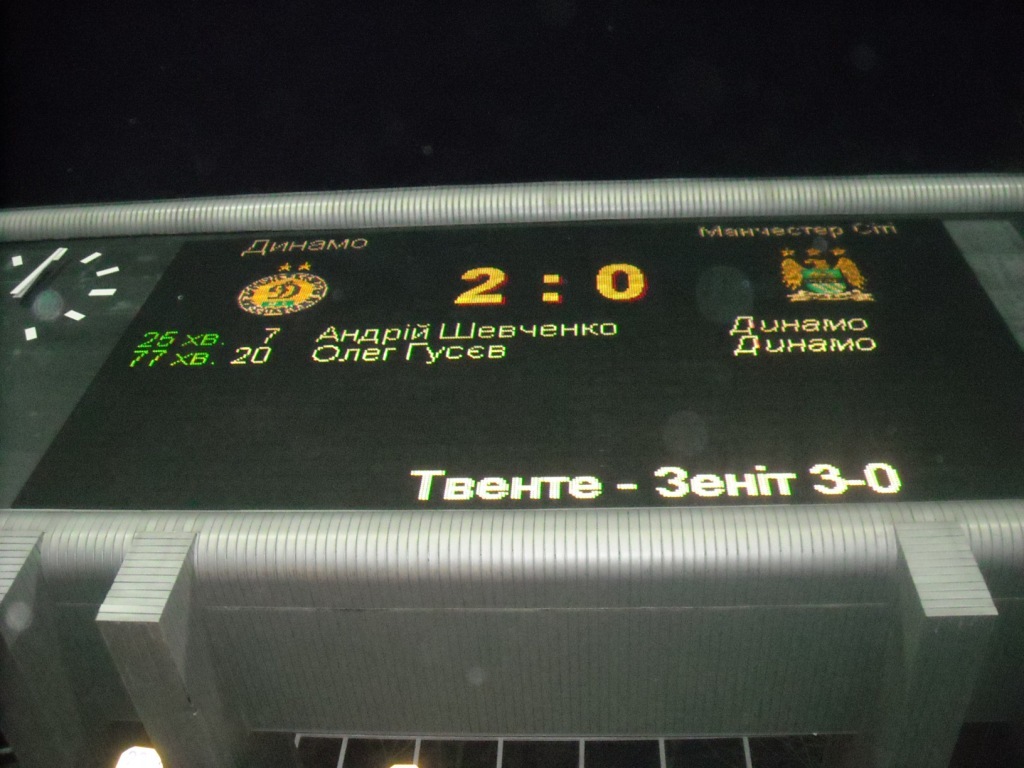 Динамо
Манчестер Сіті
2 : 0
25 хв. 7 Андрій Шевченко Динамо
77 хв. 20 Олег Гусєв Динамо
Твенте - Зеніт 3-0